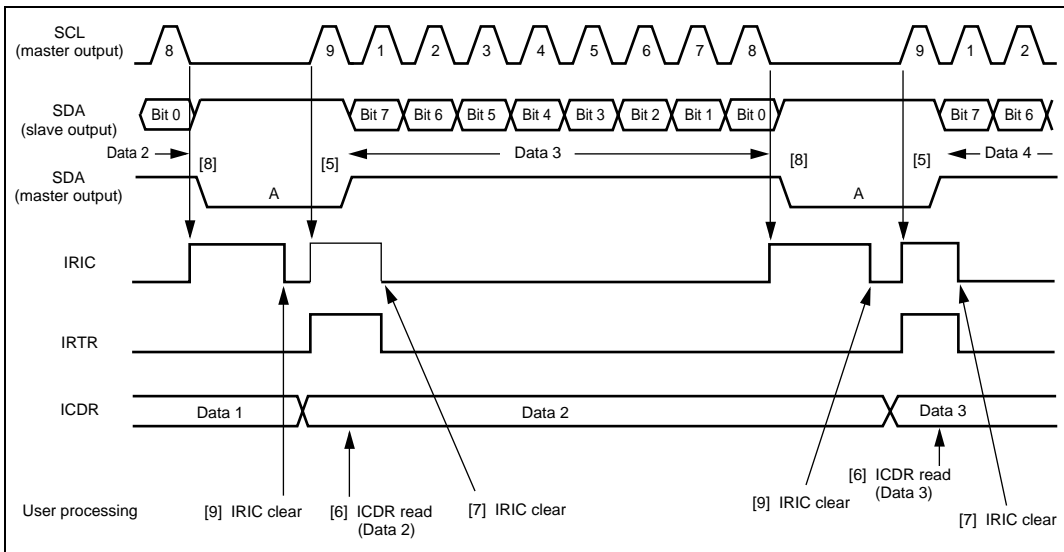 SCL
(master output)
8 9 1 2 3 4 5 6 7 8 9 1 2
SDA
(slave output)
Bit 0 Bit 7 Bit 6 Bit 5 Bit 4 Bit 3 Bit 2 Bit 1 Bit 0 Bit 7 Bit 6
Data 2 [8] [5] Data 3 [8] [5] Data 4
SDA
(master output)
A A
IRIC
IRTR
ICDR
Data 1 Data 2 Data 3
User processing
[9] IRIC clear
[6] ICDR read
(Data 2)
[7] IRIC clear
[9] IRIC clear
[6] ICDR read
(Data 3)
[7] IRIC clear